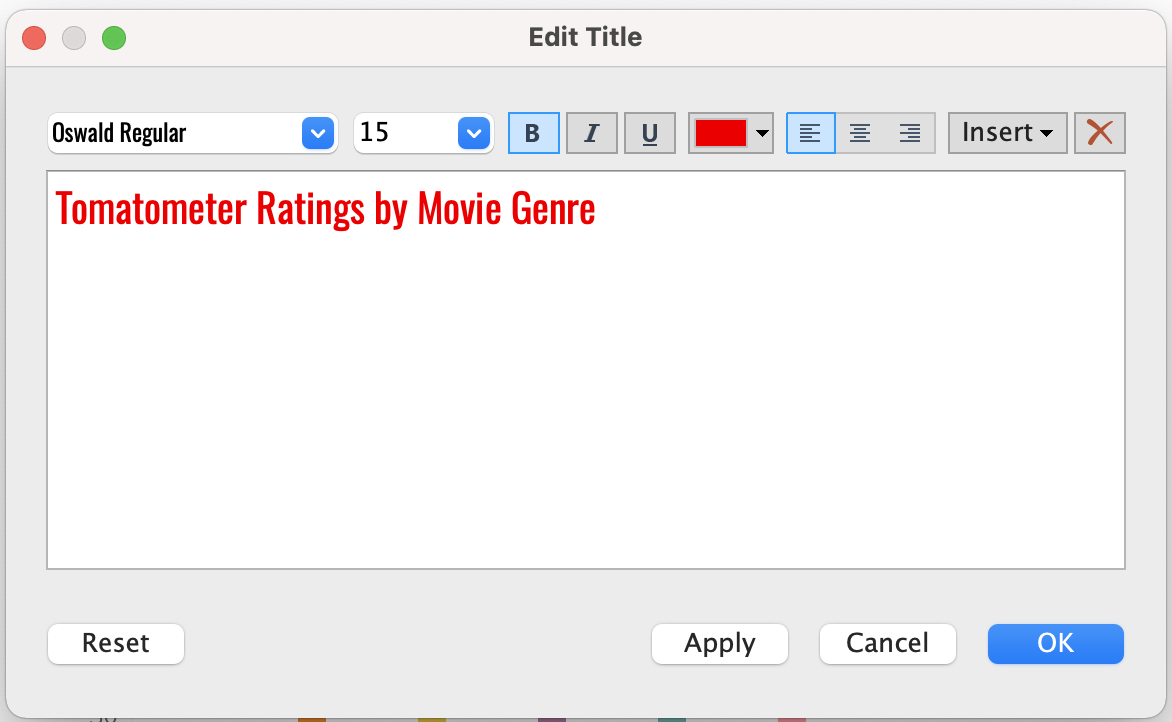 Edit Title
Oswald Regular 15 B I U Insert
Tomatometer Ratings by Movie Genre
Reset Apply Cancel OK